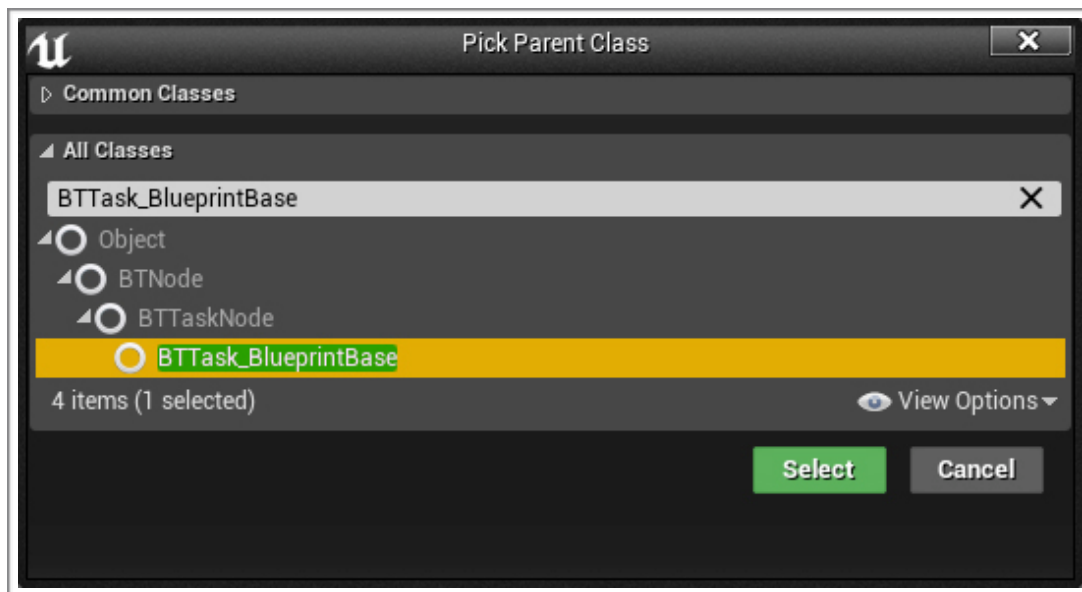 Pick Parent Class
Common Classes
All Classes
BTTask_BlueprintBase
Object
BTNode
BTTaskNode
BTTask_BlueprintBase
4 items (1 selected) View Options
Select Cancel